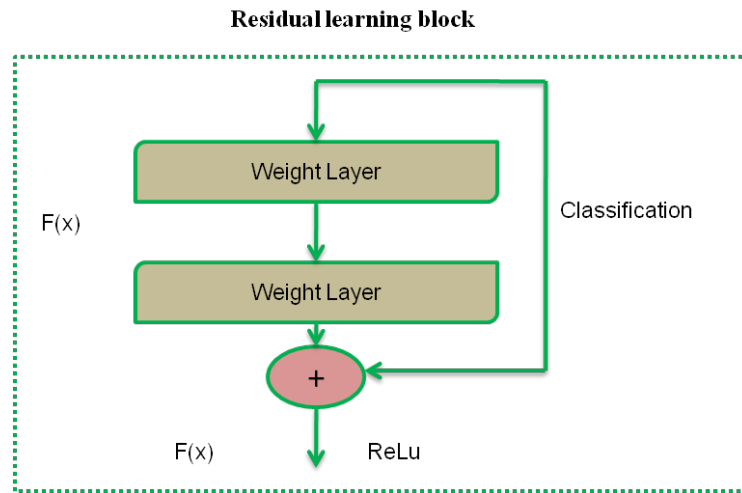 Residual learning block
Weight Layer
F(x)
Classification
Weight Layer
+
F(x)
ReLu